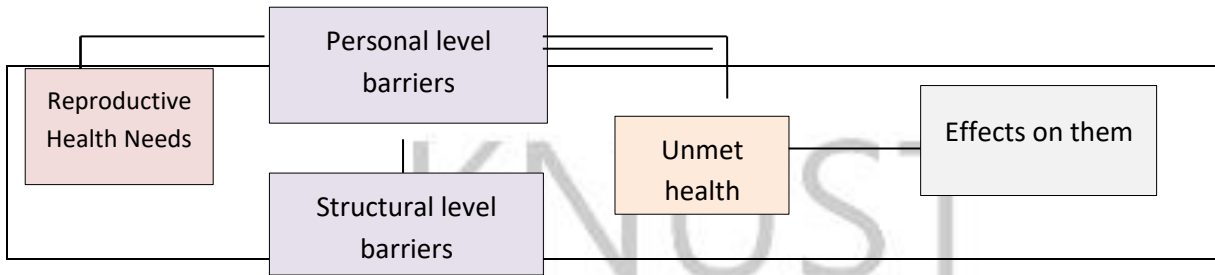 Personal level
barriers
Reproductive
Health Needs
Unmet
health
Effects on them
Structural level
barriers
KNUST